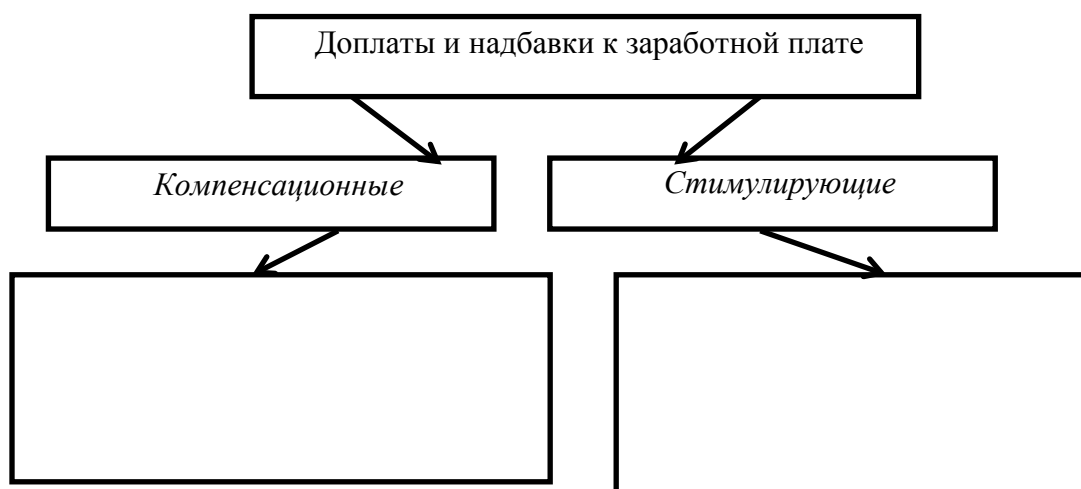 Доплаты и надбавки к заработной плате
Компенсационные
Стимулирующие